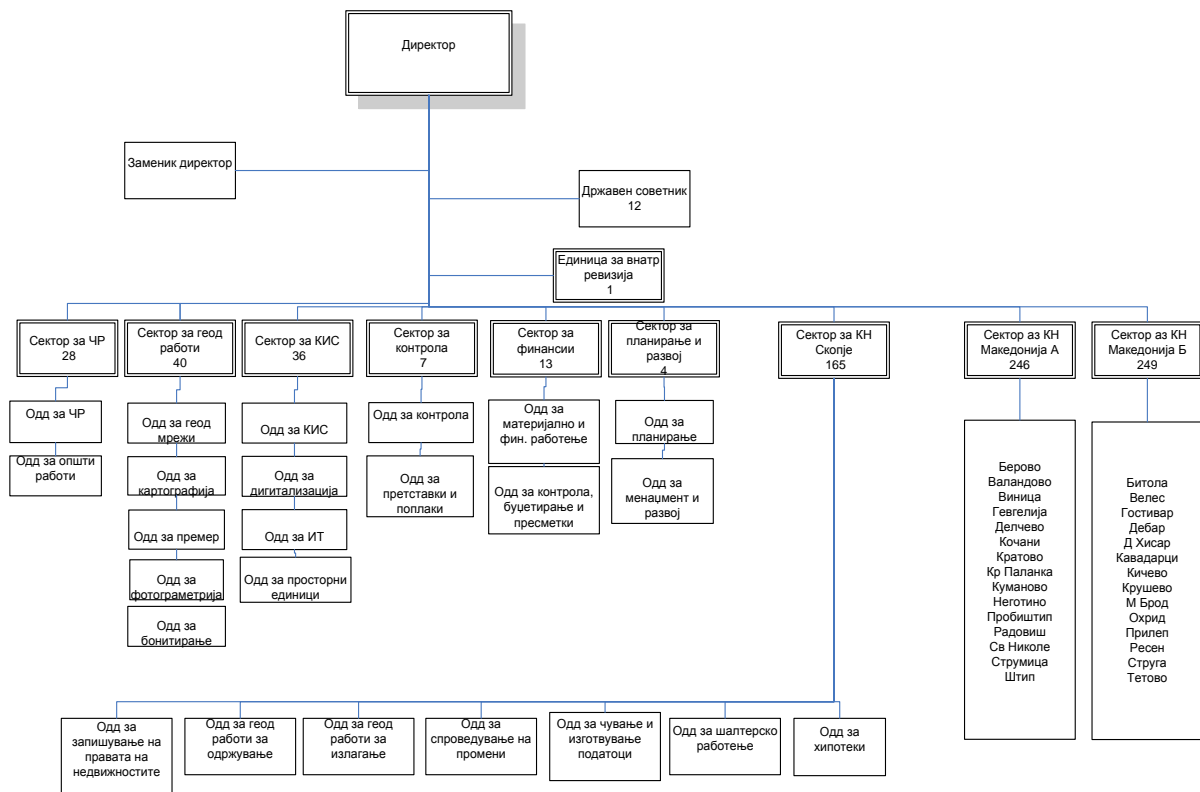 Директор
Заменик директор
Државен советник
12
Единица за внатр
ревизија
1
Сектор за ЧР
28
Сектор за геод
работи
40
Сектор за КИС
36
Сектор за
контрола
7
Сектор за
финансии
13
Сектор за
планирање и
развој
4
Сектор за КН
Скопје
165
Сектор аз КН
Македонија А
246
Сектор аз КН
Македонија Б
249
Одд за ЧР
Одд за општи
работи
Одд за геод
мрежи
Одд за
картографија
Одд за премер
Одд за
фотограметрија
Одд за
бонитирање
Одд за КИС
Одд за
дигитализација
Одд за ИТ
Одд за просторни
единици
Одд за контрола
Одд за
претставки и
поплаки
Одд за
материјално и
фин. работење
Одд за контрола,
буџетирање и
пресметки
Одд за
планирање
Одд за
менаџмент и
развој
Берово
Валандово
Виница
Гевгелија
Делчево
Кочани
Кратово
Кр Паланка
Куманово
Неготино
Пробиштип
Радовиш
Св Николе
Струмица
Штип
Битола
Велес
Гостивар
Дебар
Д Хисар
Кавадарци
Кичево
Крушево
М Брод
Охрид
Прилеп
Ресен
Струга
Тетово
Одд за
запишување на
правата на
недвижностите
Одд за геод
работи за
одржување
Одд за геод
работи за
излагање
Одд за
спроведување на
промени
Одд за чување и
изготвување
податоци
Одд за шалтерско
работење
Одд за
хипотеки